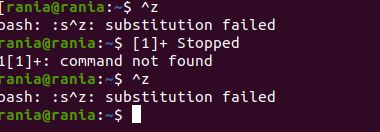 [rania@rania:~$ ^z
bash: :s^z: substitution failed
rania@rania:~$ [1]+ Stopped
1[1]+: command not found
rania@rania:~$ ^z
bash: :s^z: substitution failed
rania@rania:~$